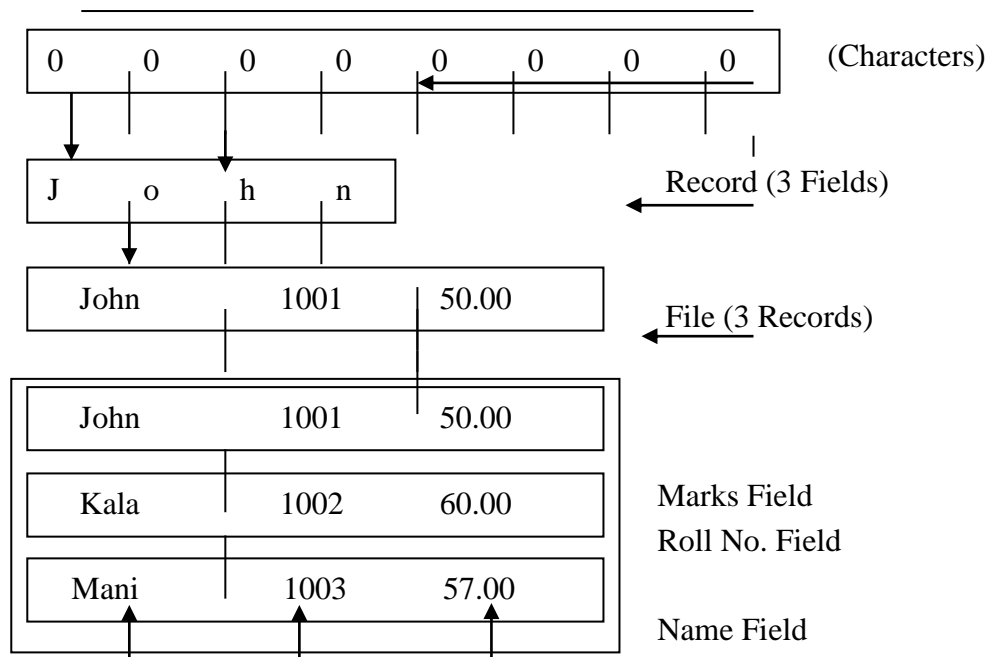 0 0 0 0 0 0 0 0 (Characters)
J o h n Record (3 Fields)
John 1001 50.00
File (3 Records)
John 1001 50.00
Kala 1002 60.00 Marks Field
Roll No. Field
Mani 1003 57.00
Name Field